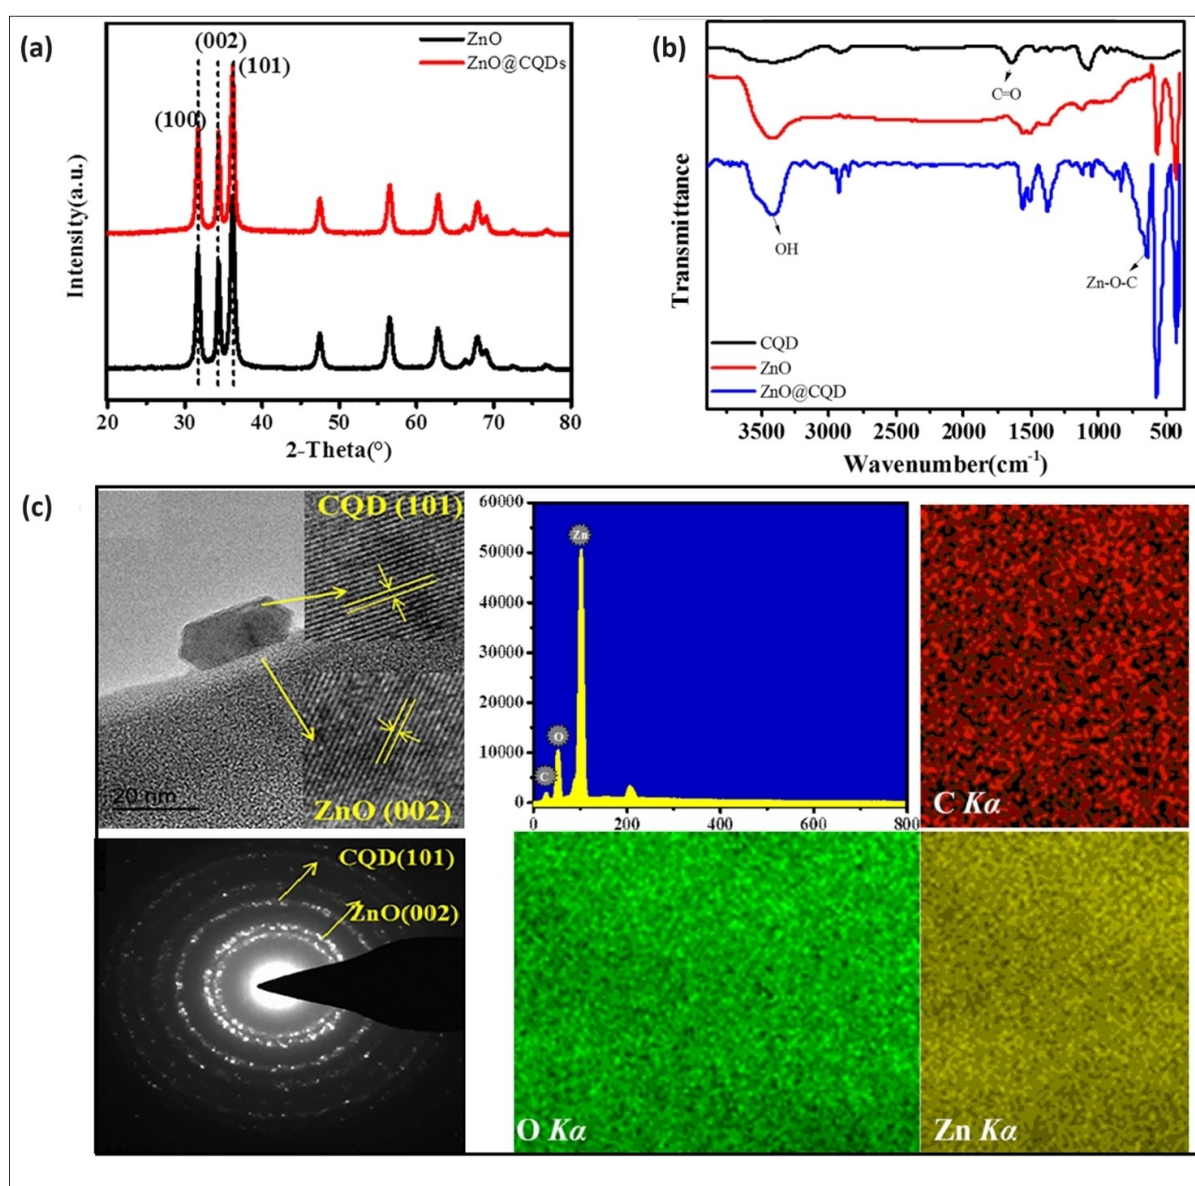 (a)
(002)
ZnO
ZnO@CQDs
(101)
(100)
Intensity(a.u.)
20 30 40 50 60 70 80
2-Theta(°)
(b)
C=O
OH
Zn-O-C
Transmittance
CQD
ZnO
ZnO@CQD
3500 3000 2500 2000 1500 1000 500
Wavenumber(cm⁻¹)
(c)
CQD (101)
20 nm
ZnO (002)
60000
50000
40000
30000
20000
10000
0
Zn
O
C
0 200 400 600 800
C Kα
CQD(101)
ZnO(002)
O Kα
Zn Kα